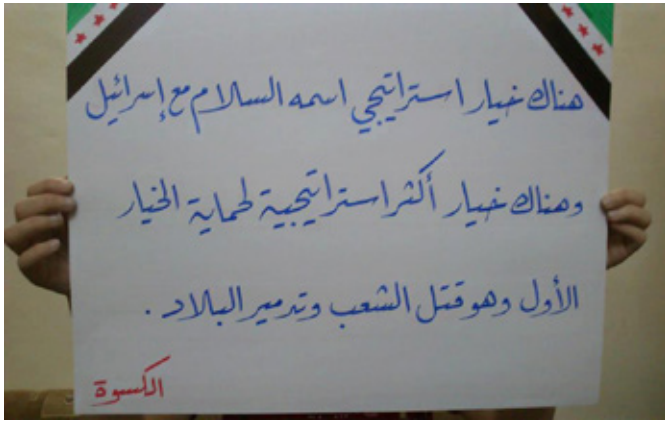 هناك خيار استراتيجي اسمه السلام مع إسرائيل
وهناك خيار أكثر استراتيجية لحماية الخيار
الأول وهو قتل الشعب وتدمير البلاد .
الكسوة